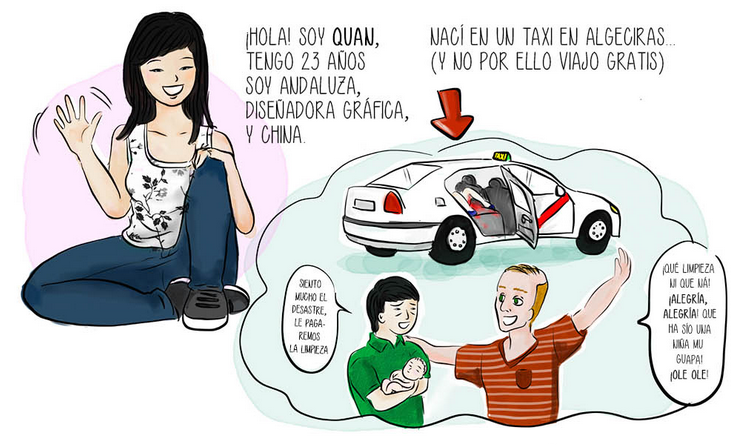 ¡HOLA! SOY QUAN,
TENGO 23 AÑOS
SOY ANDALUZA,
DISEÑADORA GRÁFICA,
Y CHINA.
NACÍ EN UN TAXI EN ALGECIRAS...
(Y NO POR ELLO VIAJO GRATIS)
TAXI
SIENTO
MUCHO EL
DESASTRE,
LE PAGA-
REMOS
LA LIMPIEZA
¡QUÉ LIMPIEZA
NI QUE NÁ!
¡ALEGRÍA,
ALEGRÍA! QUE
HA SÍO UNA
NIÑA MU
GUAPA!
¡OLE OLE!